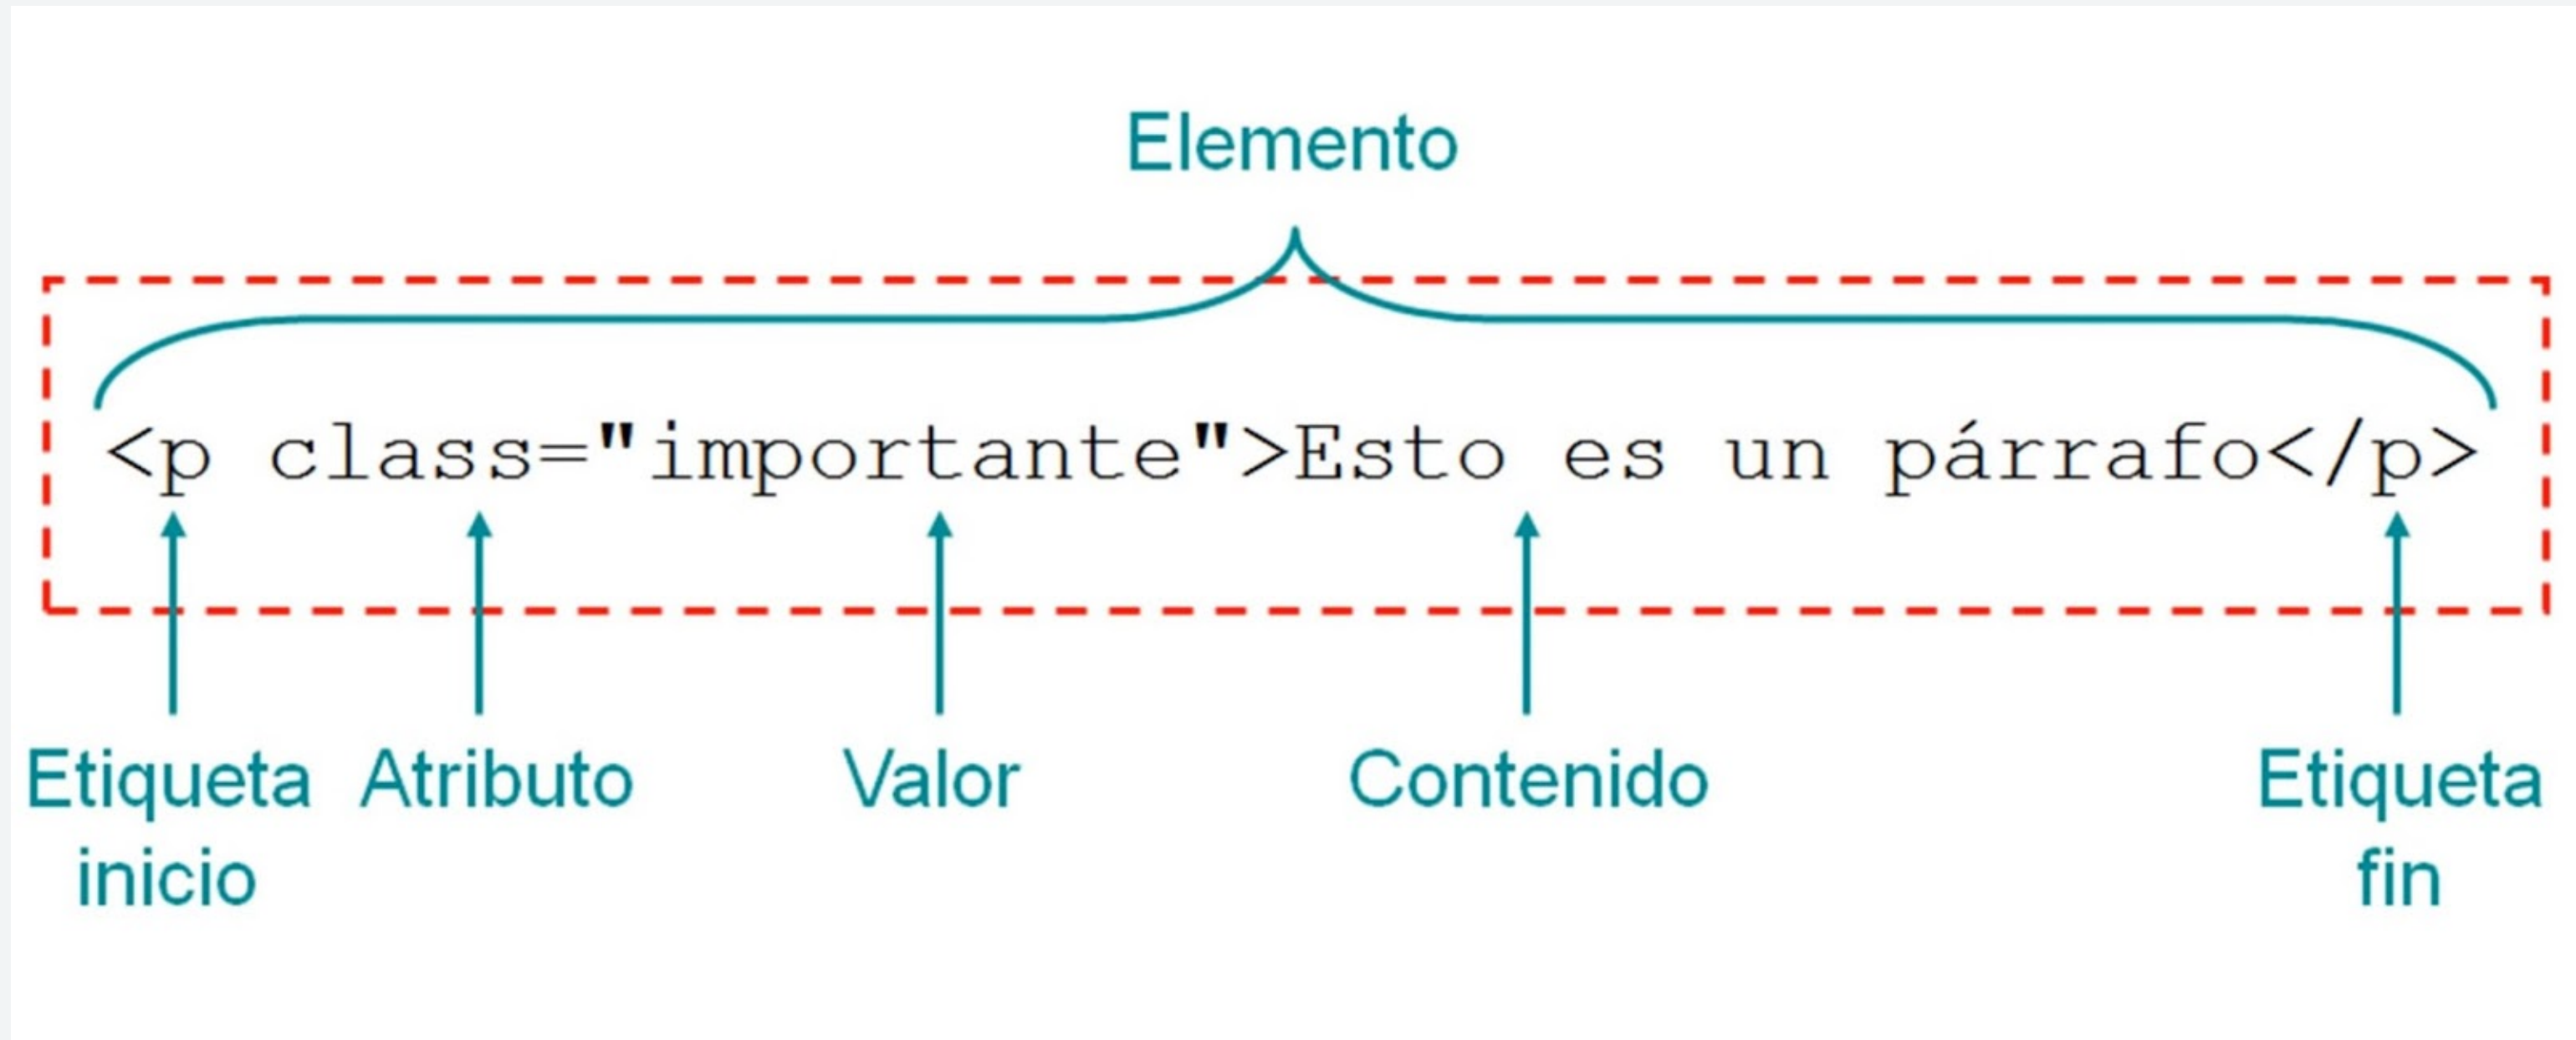 Elemento
<p class="importante">Esto es un párrafo</p>
Etiqueta inicio
Atributo
Valor
Contenido
Etiqueta fin